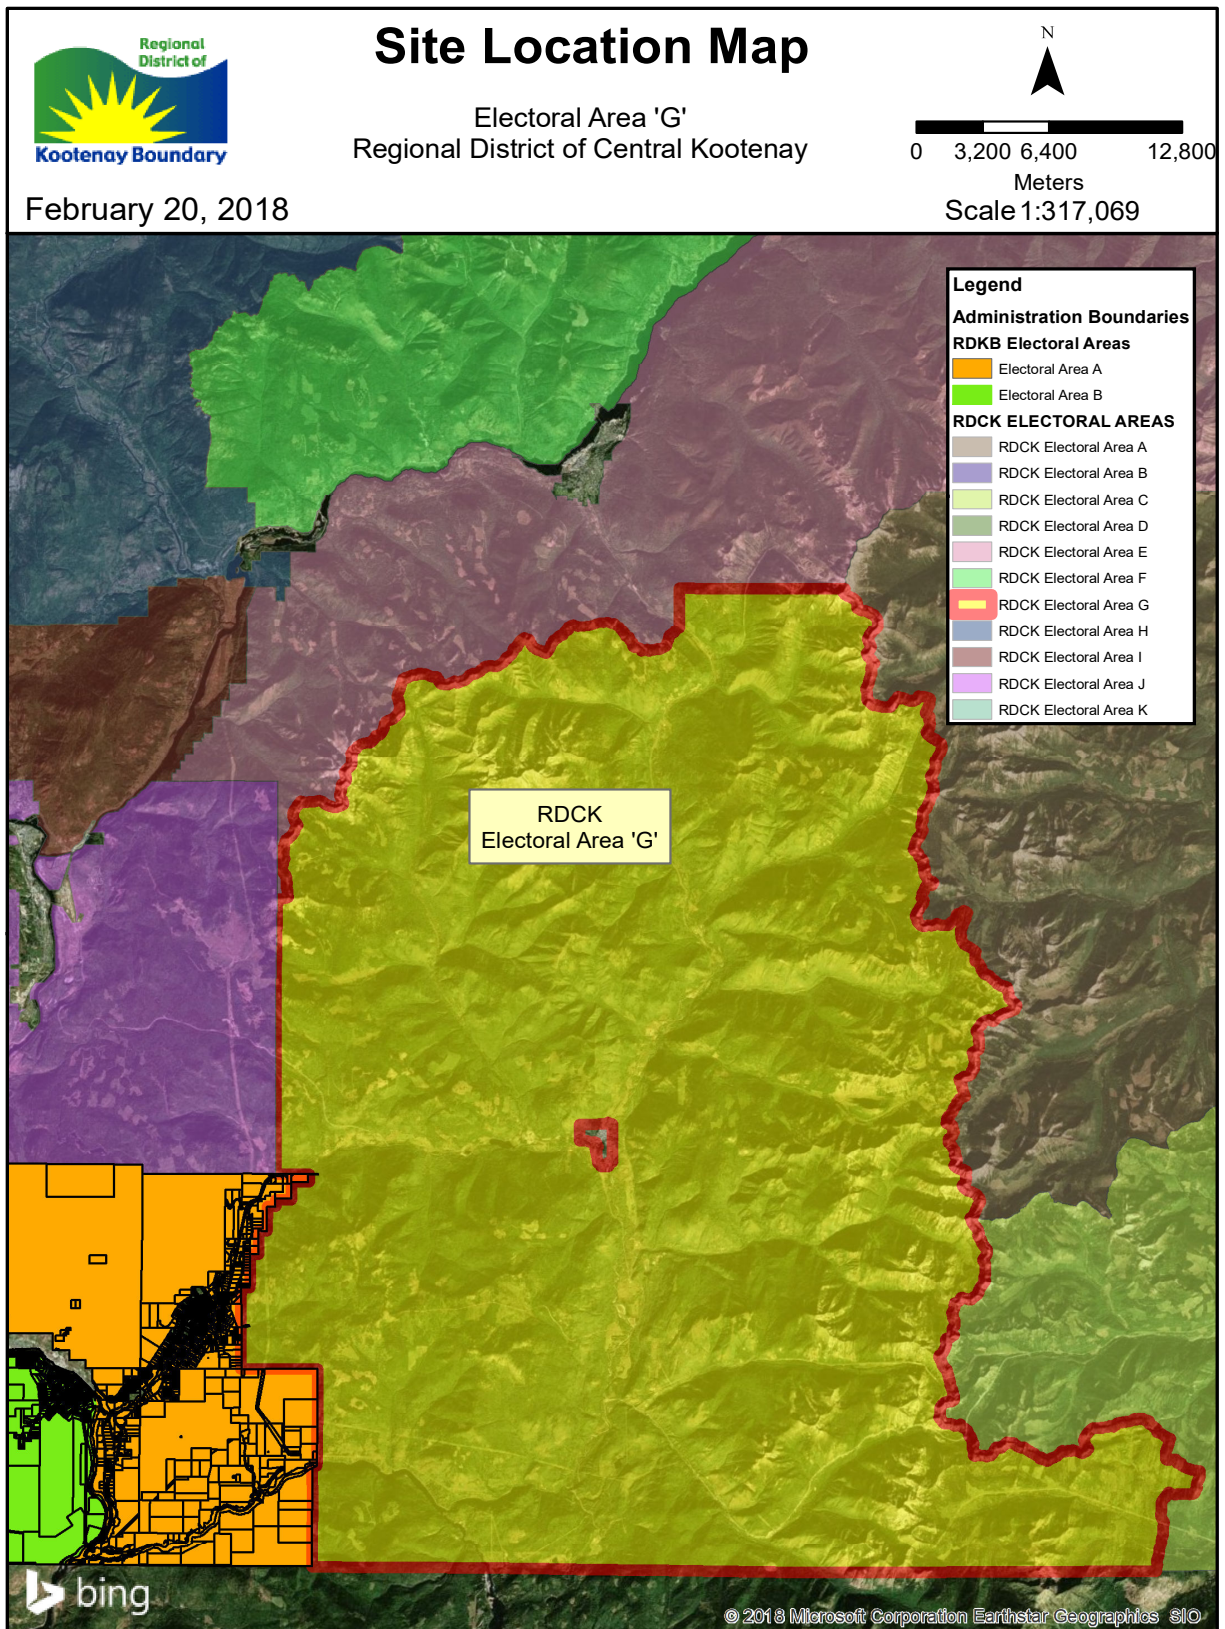 Regional
District of
Kootenay Boundary
Site Location Map
Electoral Area 'G'
Regional District of Central Kootenay
February 20, 2018
N
0 3,200 6,400 12,800
Meters
Scale 1:317,069
Legend
Administration Boundaries
RDKB Electoral Areas
Electoral Area A
Electoral Area B
RDCK ELECTORAL AREAS
RDCK Electoral Area A
RDCK Electoral Area B
RDCK Electoral Area C
RDCK Electoral Area D
RDCK Electoral Area E
RDCK Electoral Area F
RDCK Electoral Area G
RDCK Electoral Area H
RDCK Electoral Area I
RDCK Electoral Area J
RDCK Electoral Area K
RDCK
Electoral Area 'G'
bing
© 2018 Microsoft Corporation Earthstar Geographics SIO